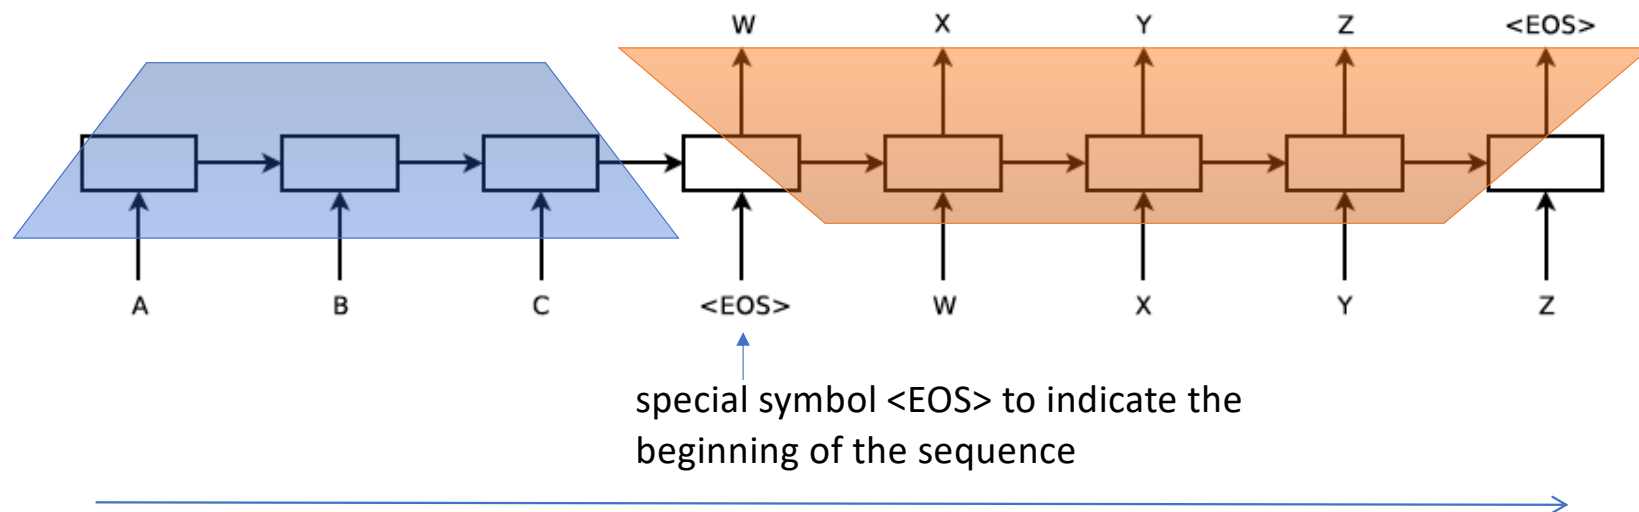 W X Y Z <EOS>
A B C <EOS> W X Y Z
special symbol <EOS> to indicate the
beginning of the sequence